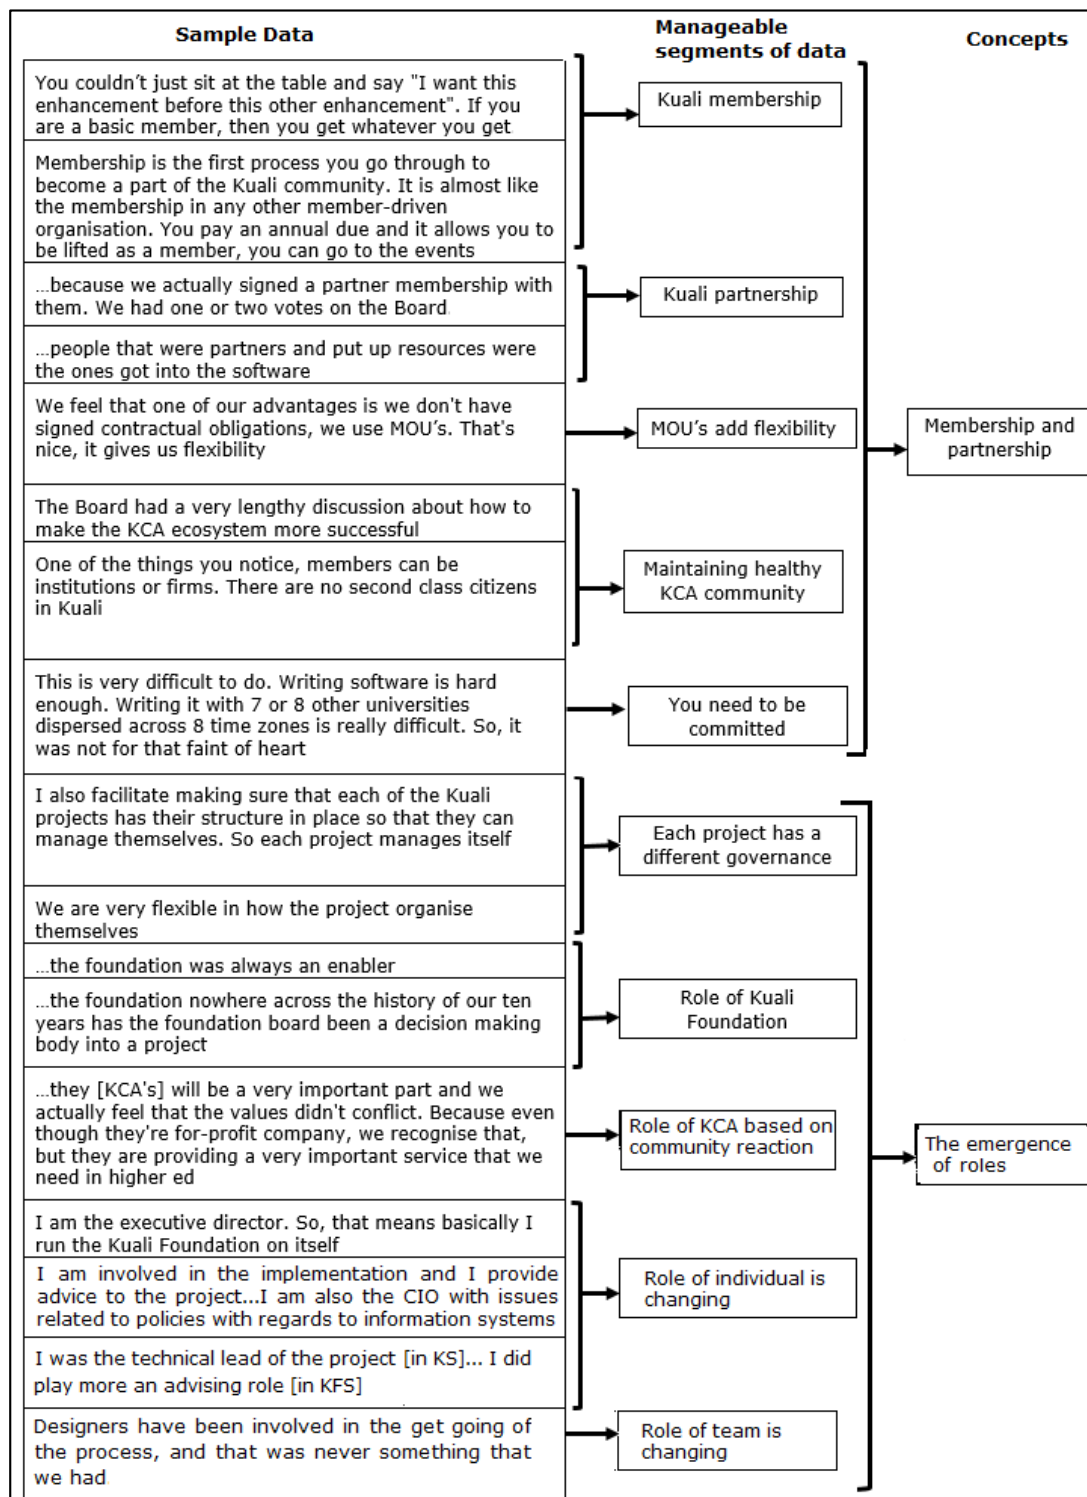 Sample Data
Manageable
segments of data
Concepts
You couldn’t just sit at the table and say "I want this
enhancement before this other enhancement". If you
are a basic member, then you get whatever you get
Kuali membership
Membership is the first process you go through to
become a part of the Kuali community. It is almost like
the membership in any other member-driven
organisation. You pay an annual due and it allows you to
be lifted as a member, you can go to the events
...because we actually signed a partner membership with
them. We had one or two votes on the Board.
Kuali partnership
...people that were partners and put up resources were
the ones got into the software
We feel that one of our advantages is we don't have
signed contractual obligations, we use MOU’s. That's
nice, it gives us flexibility
MOU’s add flexibility
Membership and
partnership
The Board had a very lengthy discussion about how to
make the KCA ecosystem more successful
One of the things you notice, members can be
institutions or firms. There are no second class citizens
in Kuali
Maintaining healthy
KCA community
This is very difficult to do. Writing software is hard
enough. Writing it with 7 or 8 other universities
dispersed across 8 time zones is really difficult. So, it
was not for that faint of heart
You need to be
committed
I also facilitate making sure that each of the Kuali
projects has their structure in place so that they can
manage themselves. So each project manages itself
Each project has a
different governance
We are very flexible in how the project organise
themselves
...the foundation was always an enabler
...the foundation nowhere across the history of our ten
years has the foundation board been a decision making
body into a project
Role of Kuali
Foundation
...they [KCA's] will be a very important part and we
actually feel that the values didn't conflict. Because even
though they're for-profit company, we recognise that,
but they are providing a very important service that we
need in higher ed
Role of KCA based on
community reaction
The emergence
of roles
I am the executive director. So, that means basically I
run the Kuali Foundation on itself
I am involved in the implementation and I provide
advice to the project...I am also the CIO with issues
related to policies with regards to information systems
Role of individual is
changing
I was the technical lead of the project [in KS]... I did
play more an advising role [in KFS]
Designers have been involved in the get going of
the process, and that was never something that
we had.
Role of team is
changing